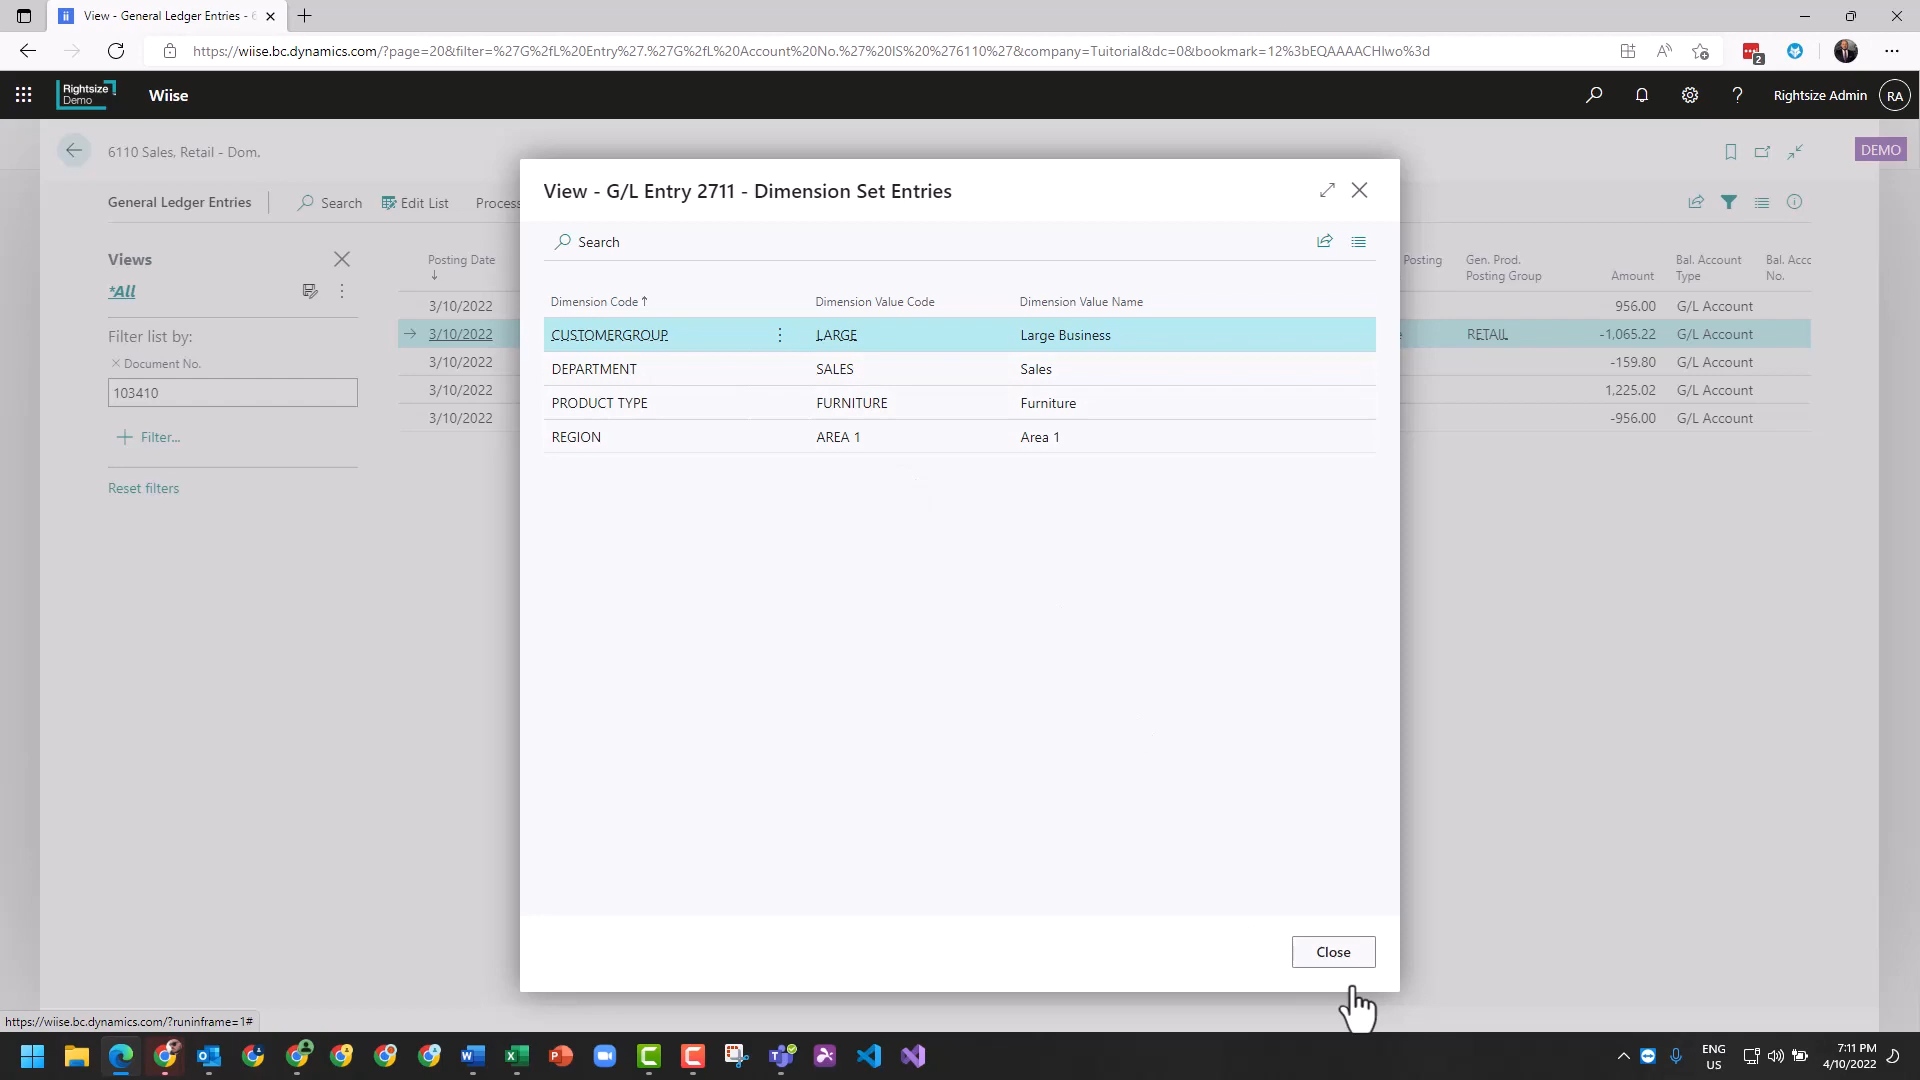 View - General Ledger Entries - 6
https://wiise.bc.dynamics.com/?page=20&filter=%27G%2fL%20Entry%27.%27G%2fL%20Account%20No.%27%20IS%20%276110%27&company=Tuitorial&dc=0&bookmark=12%3bEQAAAACHlwo%3d
2
Rightsize
Demo
Wiise
Rightsize Admin
RA
6110 Sales, Retail - Dom.
DEMO
General Ledger Entries
Search
Edit List
Process
Views
*All
Filter list by:
Document No.
103410
Filter...
Reset filters
Posting Date
3/10/2022
3/10/2022
3/10/2022
3/10/2022
3/10/2022
View - G/L Entry 2711 - Dimension Set Entries
Search
Dimension Code Dimension Value Code Dimension Value Name
CUSTOMERGROUP LARGE Large Business
DEPARTMENT SALES Sales
PRODUCT TYPE FURNITURE Furniture
REGION AREA 1 Area 1
Close
Posting Gen. Prod. Posting Group Amount Bal. Account Type Bal. Acco No.
956.00 G/L Account
RETAIL -1,065.22 G/L Account
-159.80 G/L Account
1,225.02 G/L Account
-956.00 G/L Account
https://wiise.bc.dynamics.com/?runinframe=1#
ENG
US
7:11 PM
4/10/2022